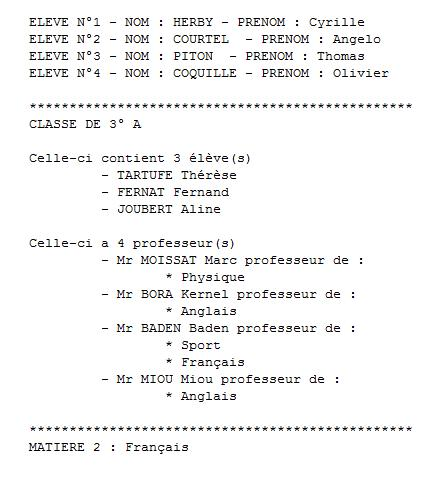 ELEVE N°1 - NOM : HERBY - PRENOM : Cyrille
ELEVE N°2 - NOM : COURTEL  - PRENOM : Angelo
ELEVE N°3 - NOM : PITON  - PRENOM : Thomas
ELEVE N°4 - NOM : COQUILLE - PRENOM : Olivier
************************************************
CLASSE DE 3° A
Celle-ci contient 3 élève(s)
- TARTUFE Thérèse
- FERNAT Fernand
- JOUBERT Aline
Celle-ci a 4 professeur(s)
- Mr MOISSAT Marc professeur de :
* Physique
- Mr BORA Kernel professeur de :
* Anglais
- Mr BADEN Baden professeur de :
* Sport
* Français
- Mr MIOU Miou professeur de :
* Anglais
************************************************
MATIERE 2 : Français